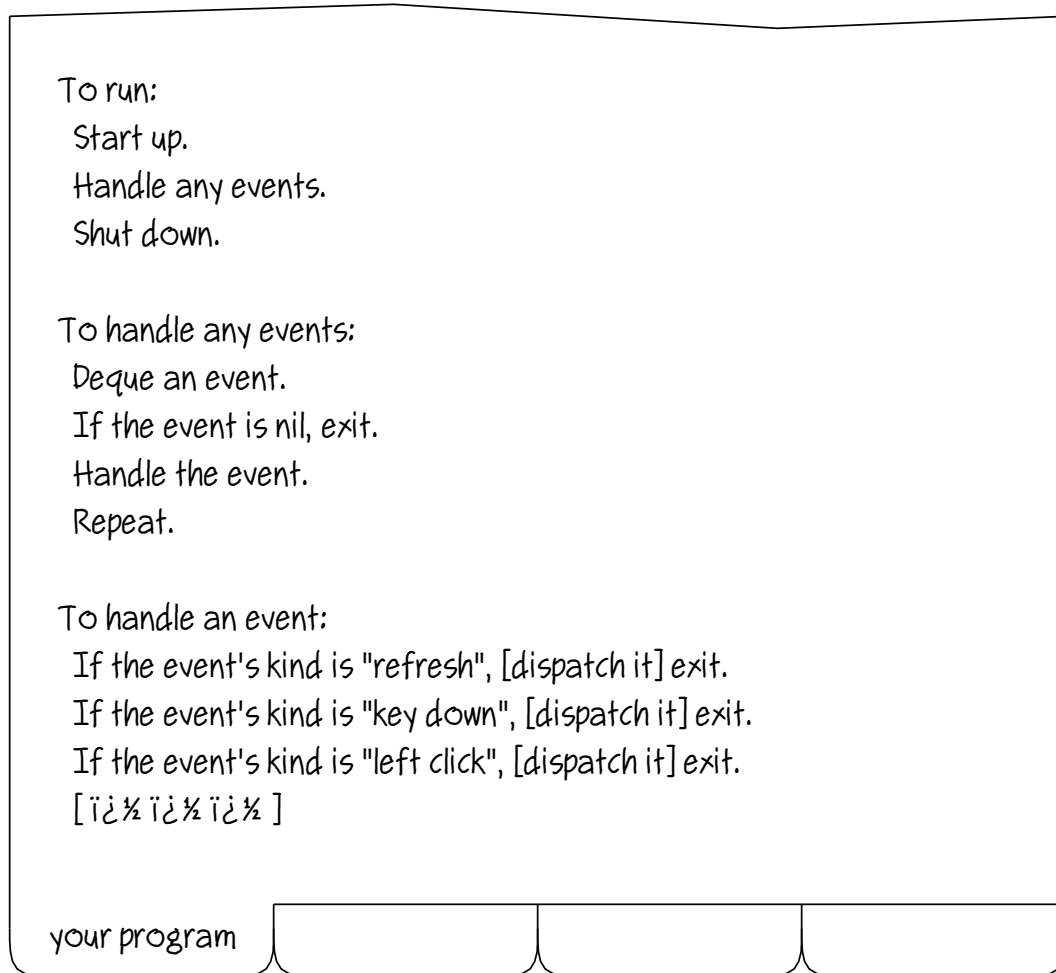 To run:
Start up.
Handle any events.
Shut down.
To handle any events:
Deque an event.
If the event is nil, exit.
Handle the event.
Repeat.
To handle an event:
If the event's kind is "refresh", [dispatch it] exit.
If the event's kind is "key down", [dispatch it] exit.
If the event's kind is "left click", [dispatch it] exit.
[ ï¿½ ï¿½ ï¿½ ]
your program